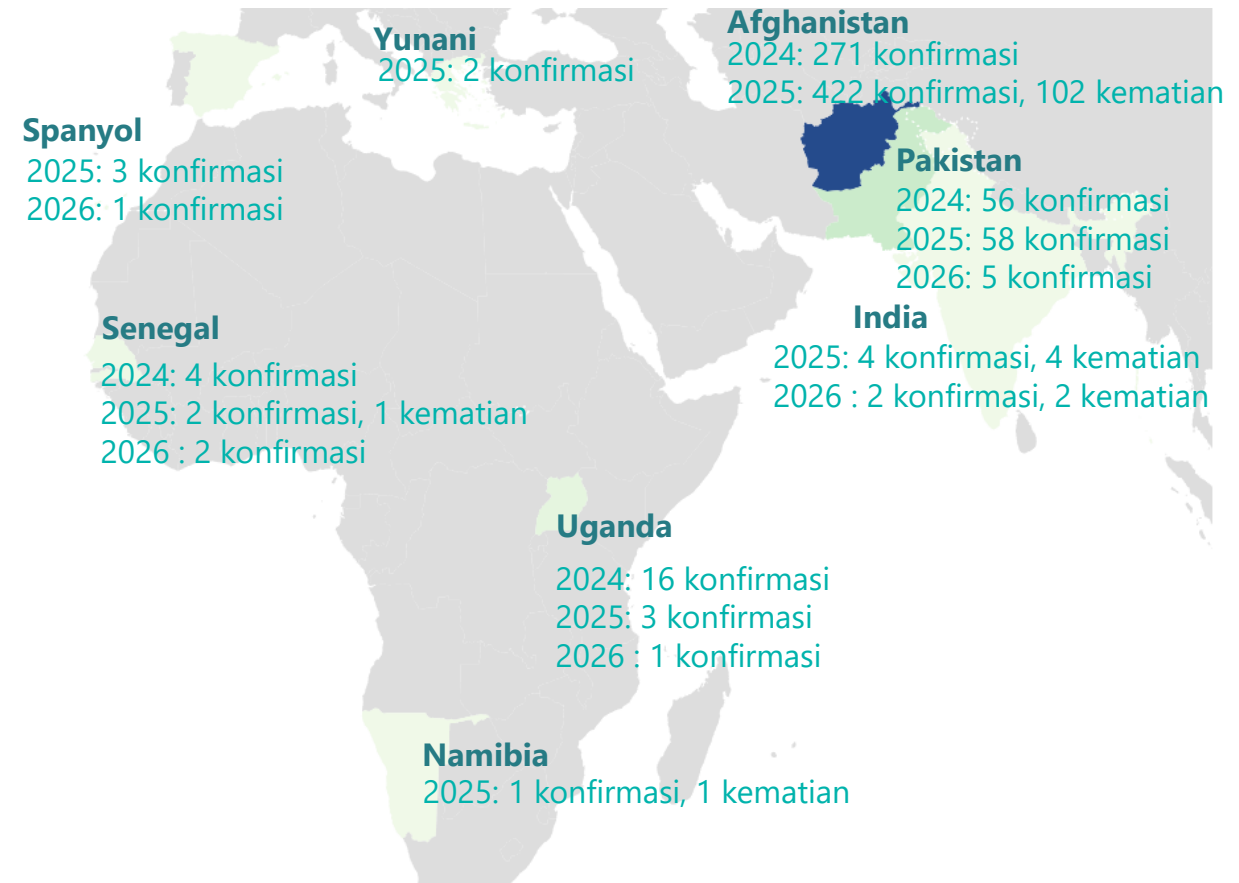 Yunani
2025: 2 konfirmasi
Afghanistan
2024: 271 konfirmasi
2025: 422 konfirmasi, 102 kematian
Spanyol
2025: 3 konfirmasi
2026: 1 konfirmasi
Pakistan
2024: 56 konfirmasi
2025: 58 konfirmasi
2026: 5 konfirmasi
Senegal
2024: 4 konfirmasi
2025: 2 konfirmasi, 1 kematian
2026 : 2 konfirmasi
India
2025: 4 konfirmasi, 4 kematian
2026 : 2 konfirmasi, 2 kematian
Uganda
2024: 16 konfirmasi
2025: 3 konfirmasi
2026 : 1 konfirmasi
Namibia
2025: 1 konfirmasi, 1 kematian